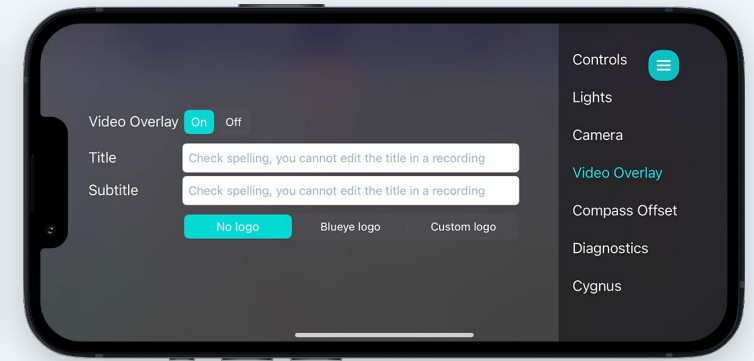 Video Overlay On Off
Title Check spelling, you cannot edit the title in a recording
Subtitle Check spelling, you cannot edit the title in a recording
No logo Blueye logo Custom logo
Controls
Lights
Camera
Video Overlay
Compass Offset
Diagnostics
Cygnus